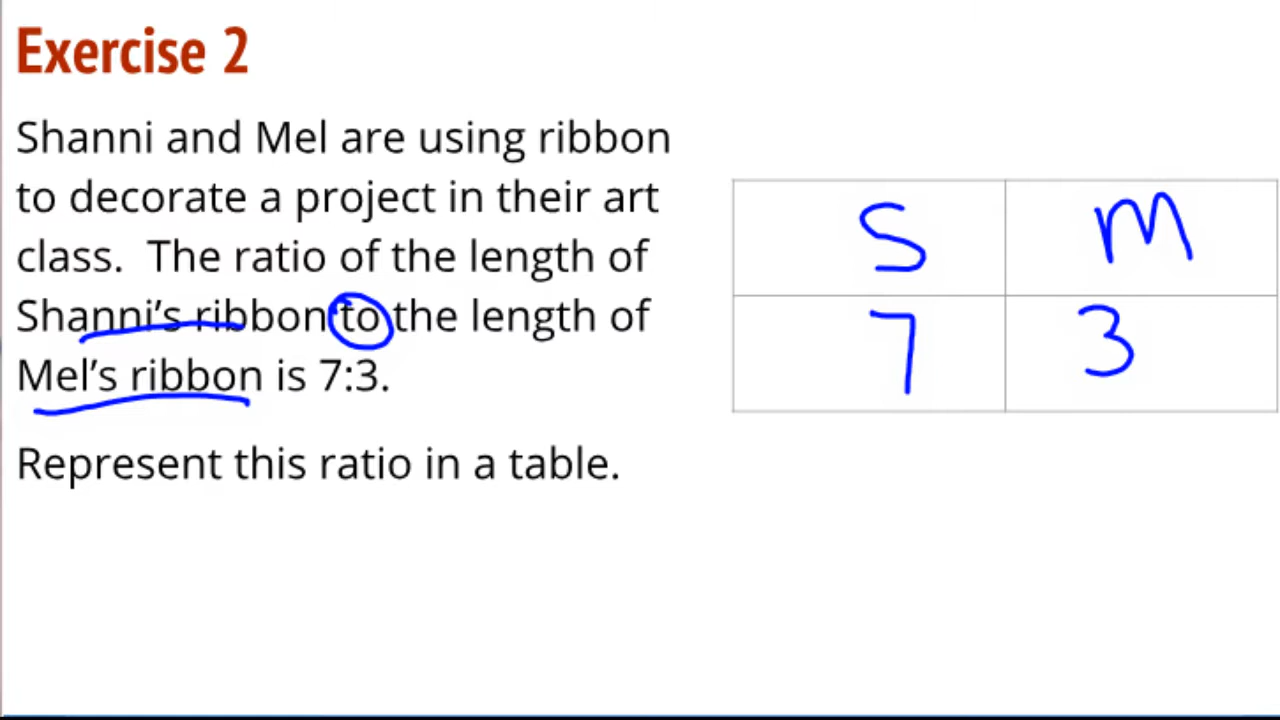 Exercise 2
Shanni and Mel are using ribbon
to decorate a project in their art
class. The ratio of the length of
Shanni’s ribbon to the length of
Mel’s ribbon is 7:3.
Represent this ratio in a table.
S M
7 3